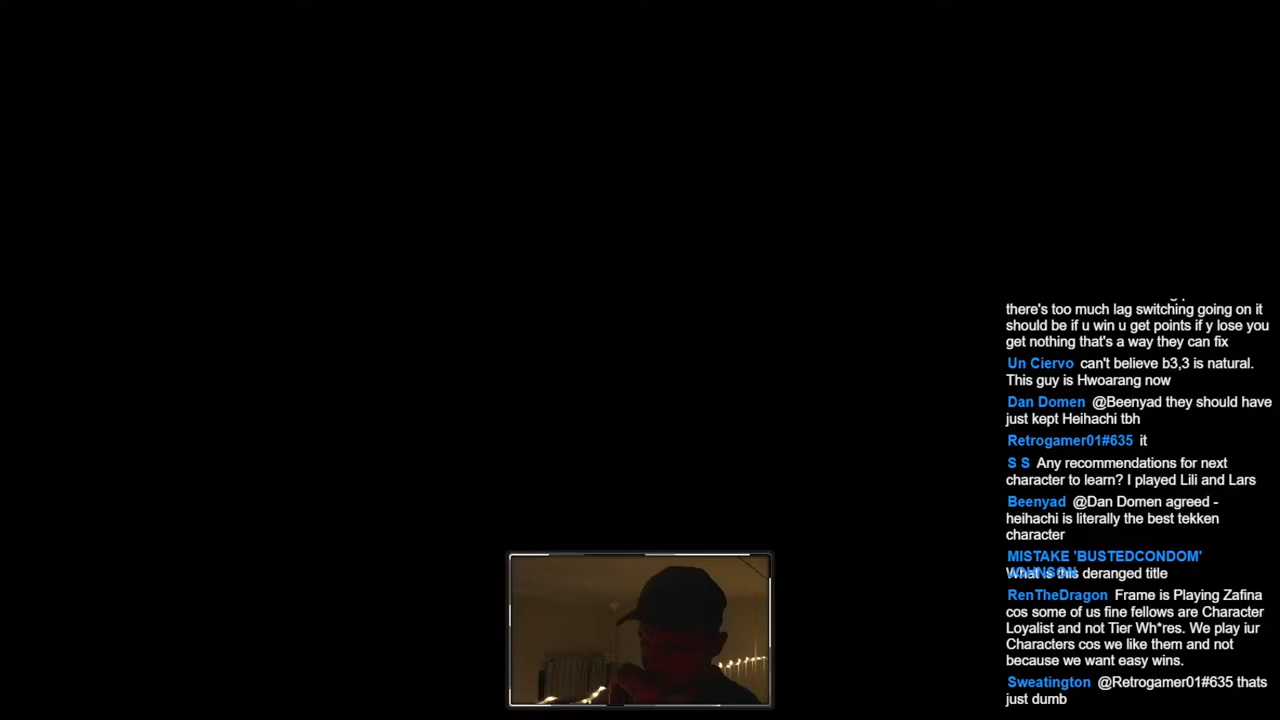 there's too much lag switching going on it
should be if u win u get points if y lose you
get nothing that's a way they can fix
Un Ciervo can't believe b3,3 is natural.
This guy is Hwoarang now
Dan Domen @Beenyad they should have
just kept Heihachi tbh
Retrogamer01#635 it
S S Any recommendations for next
character to learn? I played Lili and Lars
Beenyad @Dan Domen agreed -
heihachi is literally the best tekken
character
MISTAKE 'BUSTEDCONDOM'
JOHNSON
What is this deranged title
RenTheDragon Frame is Playing Zafina
cos some of us fine fellows are Character
Loyalist and not Tier Wh*res. We play iur
Characters cos we like them and not
because we want easy wins.
Sweatington @Retrogamer01#635 thats
just dumb